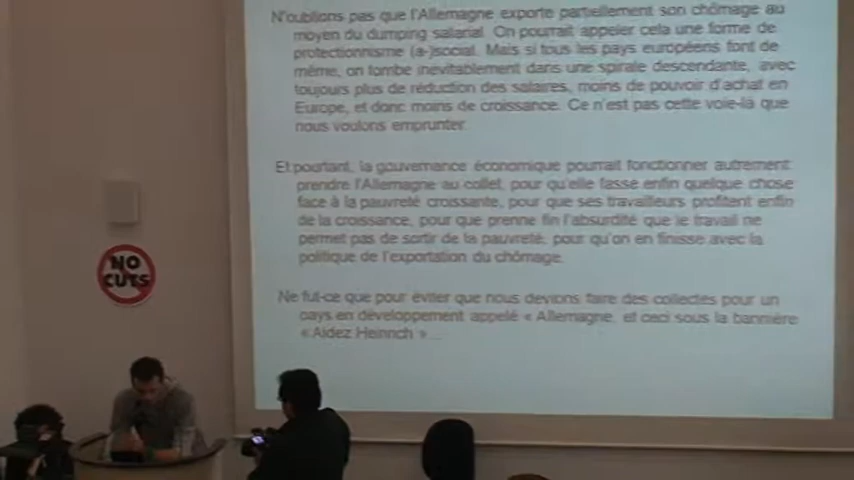 N'oublions pas que l'Allemagne exporte partiellement son chômage au
moyen du dumping salarial. On pourrait appeler cela une forme de
protectionnisme (a-)social. Mais si tous les pays européens font de
même, on tombe inévitablement dans une spirale descendante, avec
toujours plus de réduction des salaires, moins de pouvoir d'achat en
Europe, et donc moins de croissance. Ce n'est pas cette voie-là que
nous voulons emprunter.
Et pourtant, la gouvernance économique pourrait fonctionner autrement:
prendre l'Allemagne au collet, pour qu'elle fasse enfin quelque chose
face à la pauvreté croissante, pour que ses travailleurs profitent enfin
de la croissance, pour que prenne fin l'absurdité que le travail ne
permet pas de sortir de la pauvreté, pour qu'on en finisse avec la
politique de l'exportation du chômage.
Ne fut-ce que pour éviter que nous devions faire des collectes pour un
pays en développement appelé « Allemagne, et ceci sous la bannière
« Aidez Heinrich »...
NO
CUTS